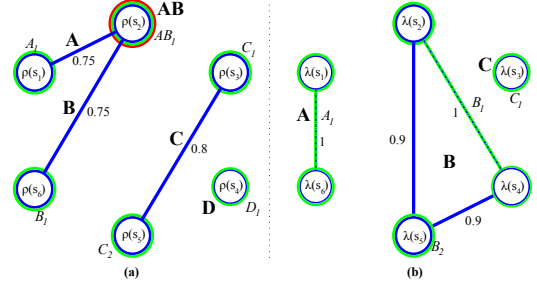 AB
ρ(s₂)
AB₁
A₁
A
0.75
ρ(s₁)
B
0.75
C₁
ρ(s₃)
C
0.8
ρ(s₆)
B₁
ρ(s₄)
D
D₁
ρ(s₅)
C₂
(a)
λ(s₂)
λ(s₁)
C
λ(s₃)
C₁
A
A₁
1
B₁
1
0.9
B
λ(s₆)
λ(s₄)
0.9
λ(s₅)
B₂
(b)